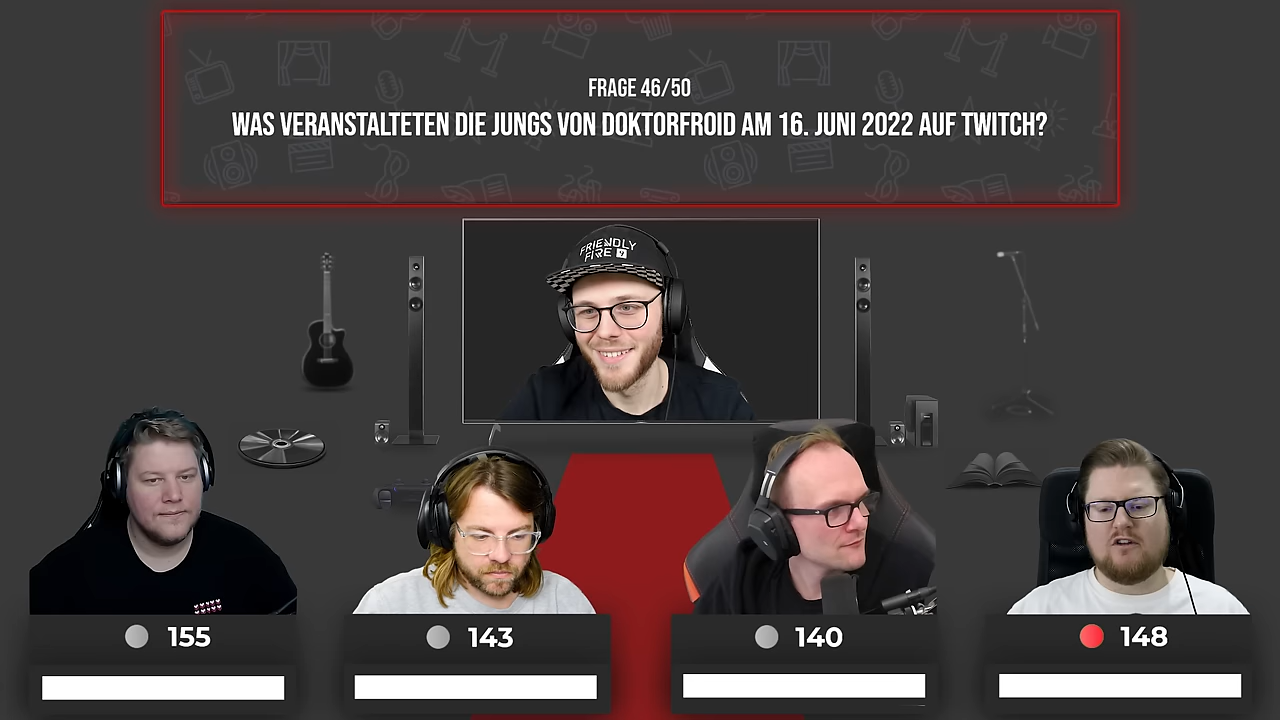 FRAGE 46/50
WAS VERANSTALTETEN DIE JUNGS VON DOKTORFROID AM 16. JUNI 2022 AUF TWITCH?
FRIENDLY
FIRE
155
143
140
148